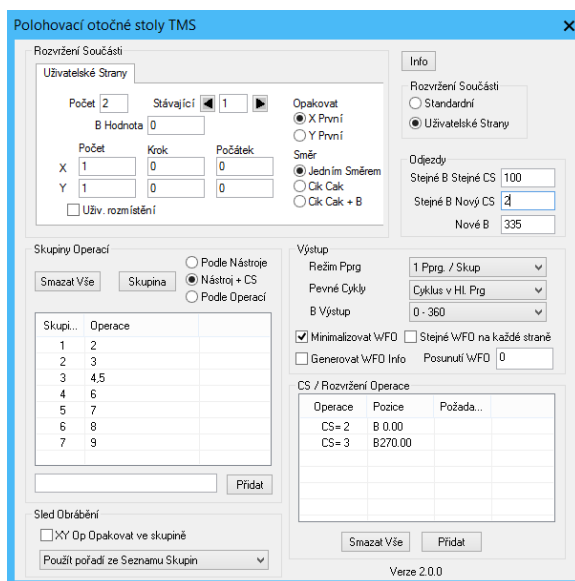 Polohovací otočné stoly TMS
Rozvržení Součásti
Uživatelské Strany
Počet 2 Stávající 1
B Hodnota 0
Počet Krok Počátek
X 1 0 0
Y 1 0 0
Uživ. rozmístění
Opakovat
X První
Y První
Směr
Jedním Směrem
Cik Cak
Cik Cak + B
Info
Rozvržení Součásti
Standardní
Uživatelské Strany
Odjezdy
Stejné B Stejné CS 100
Stejné B Nový CS 2
Nové B 335
Skupiny Operací
Smazat Vše Skupina
Podle Nástroje
Nástroj + CS
Podle Operací
Skupi... Operace
1 2
2 3
3 4,5
4 6
5 7
6 8
7 9
Přidat
Výstup
Režim Pprg 1 Pprg. / Skup
Pevné Cykly Cyklus v Hl. Prg
B Výstup 0 - 360
Minimalizovat WFO Stejné WFO na každé straně
Generovat WFO Info Posunutí WFO 0
CS / Rozvržení Operace
Operace Pozice Požada...
CS= 2 B 0.00
CS= 3 B270.00
Smazat Vše Přidat
Sled Obrábění
XY Op Opakovat ve skupině
Použít pořadí ze Seznamu Skupin
Verze 2.0.0